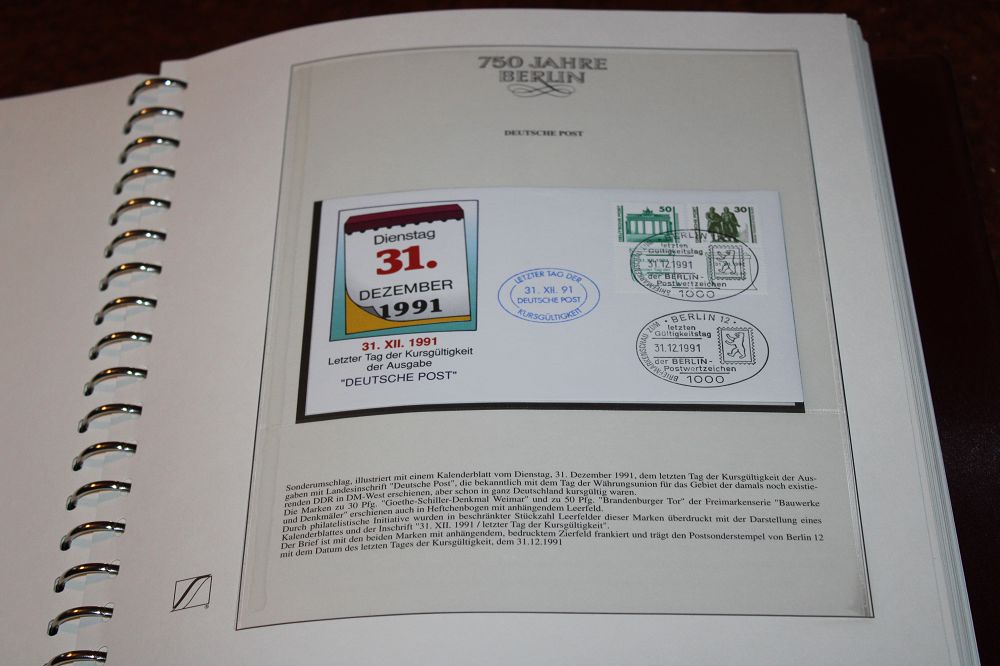 750 JAHRE
BERLIN
DEUTSCHE POST
Dienstag
31.
DEZEMBER
1991
31. XII. 1991
Letzter Tag der Kursgültigkeit
der Ausgabe
"DEUTSCHE POST"
LETZTER TAG DER
31. XII. 91
DEUTSCHE POST
KURSGÜLTIGKEIT
50
DEUTSCHE POST
30
DEUTSCHE POST
BERLIN 12
letzten
Gültigkeitstag
31.12.1991
der BERLIN-
Postwertzeichen
1000
BERLIN 12
BRIEFMARKENSCHAU ZUM
letzten
Gültigkeitstag
31.12.1991
der BERLIN-
Postwertzeichen
1000
Sonderumschlag, illustriert mit einem Kalenderblatt vom Dienstag, 31. Dezember 1991, dem letzten Tag der Kursgültigkeit der Aus-
gaben mit Landesinschrift "Deutsche Post", die bekanntlich mit dem Tag der Währungsunion für das Gebiet der damals noch existie-
renden DDR in DM-West erschienen, aber schon in ganz Deutschland kursgültig waren.
Die Marken zu 30 Pfg. "Goethe-Schiller-Denkmal Weimar" und zu 50 Pfg. "Brandenburger Tor" der Freimarkenserie "Bauwerke
und Denkmäler" erschienen auch in Heftchenbogen mit anhängendem Leerfeld.
Durch philatelistische Initiative wurden in beschränkter Stückzahl Leerfelder dieser Marken überdruckt mit der Darstellung eines
Kalenderblattes und der Inschrift "31. XII. 1991 / letzter Tag der Kursgültigkeit".
Der Brief ist mit den beiden Marken mit anhängendem, bedrucktem Zierfeld frankiert und trägt den Postsonderstempel von Berlin 12
mit dem Datum des letzten Tages der Kursgültigkeit, dem 31.12.1991